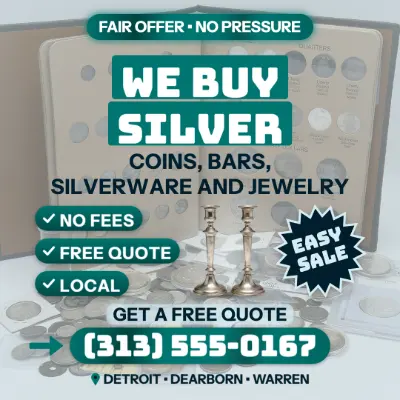 FAIR OFFER • NO PRESSURE
WE BUY
SILVER
COINS, BARS,
SILVERWARE AND JEWELRY
✓ NO FEES
✓ FREE QUOTE
✓ LOCAL
EASY
SALE
GET A FREE QUOTE
(313) 555-0167
DETROIT • DEARBORN • WARREN
QUARTERS